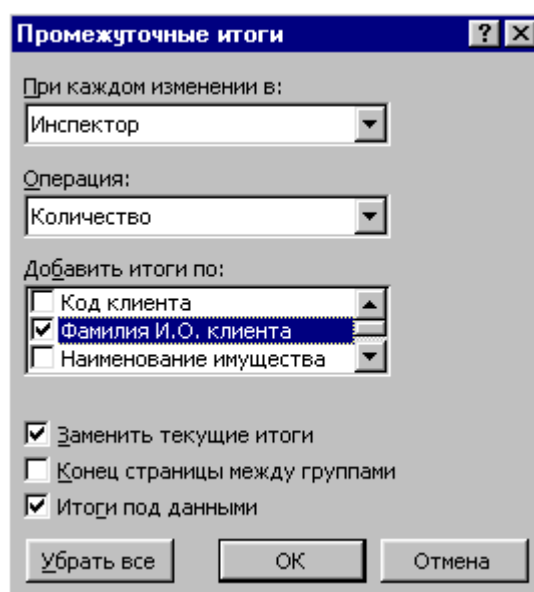 Промежуточные итоги
При каждом изменении в:
Инспектор
Операция:
Количество
Добавить итоги по:
Код клиента
Фамилия И.О. клиента
Наименование имущества
Заменить текущие итоги
Конец страницы между группами
Итоги под данными
Убрать все ОК Отмена